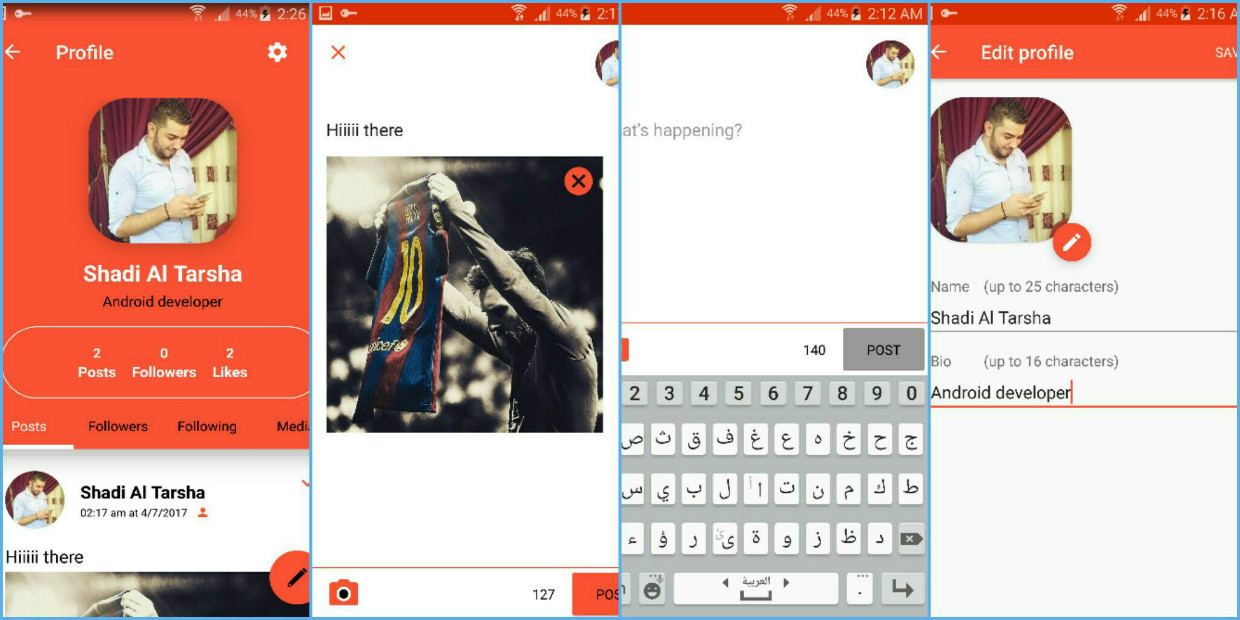 2:26
44%
Profile
Shadi Al Tarsha
Android developer
2 0 2
Posts Followers Likes
Posts Followers Following Medi
Shadi Al Tarsha
02:17 am at 4/7/2017
Hiiiii there
44% 2:1
Hiiiii there
10
unicef
127 POS
44% 2:12 AM
at's happening?
140 POST
2 3 4 5 6 7 8 9 0
ص ث ق ف غ ع ه خ ح ج
س ي ب ل ا أ ت ن م ك ط
ء ؤ ر ى ئ ة و ز ظ د
العربية
.
44% 2:16 A
Edit profile SAV
Name (up to 25 characters)
Shadi Al Tarsha
Bio (up to 16 characters)
Android developer